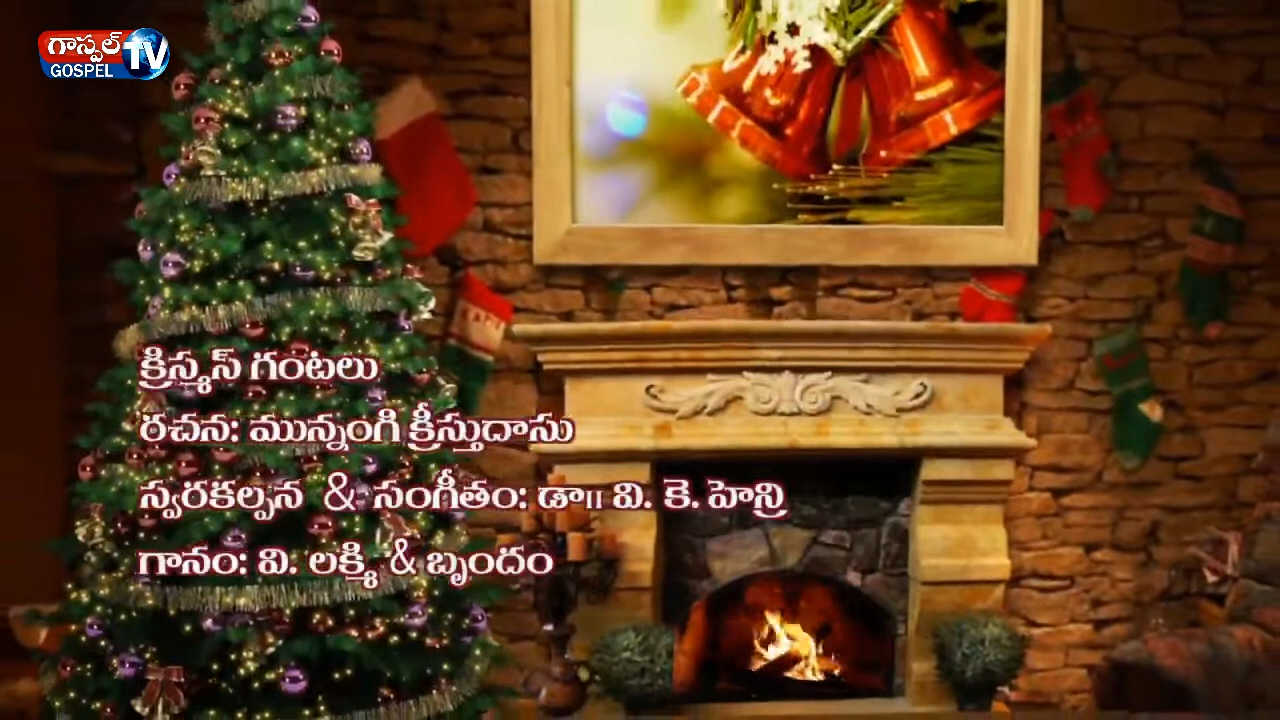 గాస్పల్ TV
GOSPEL
క్రిస్మస్ గంటలు
రచన: మున్నంగి క్రీస్తుదాసు
స్వరకల్పన & సంగీతం: డా॥ వి. కె. హెన్రి
గానం: వి. లక్ష్మి & బృందం